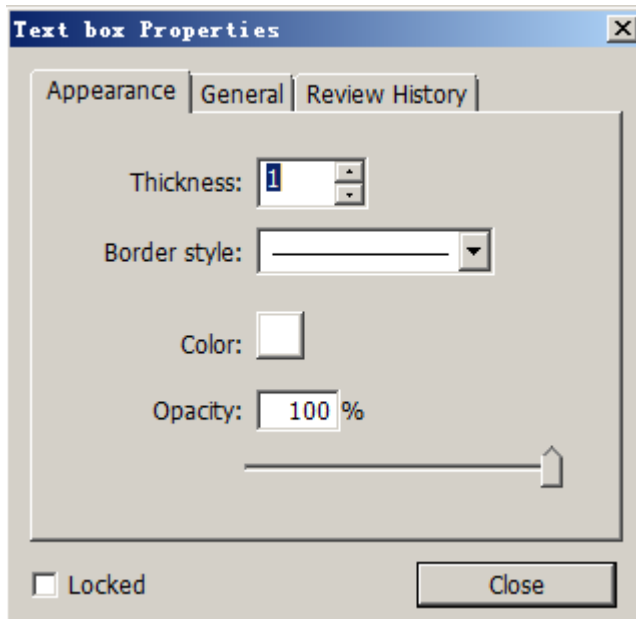 Text box Properties
Appearance General Review History
Thickness: 1
Border style:
Color:
Opacity: 100 %
Locked Close